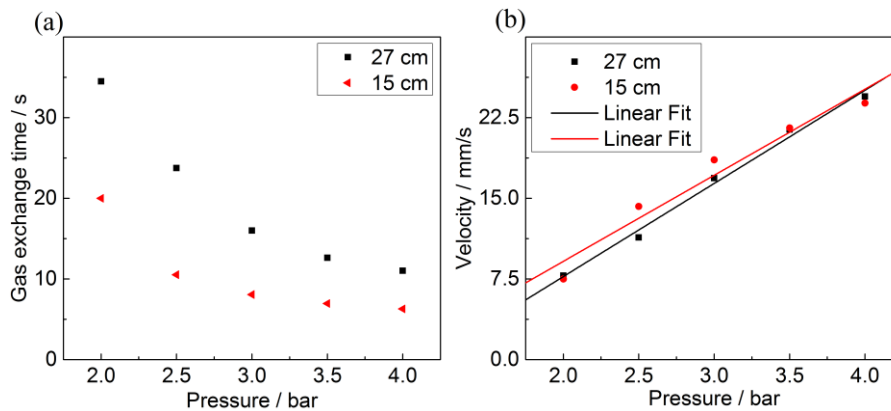 (a)
27 cm
15 cm
Gas exchange time / s
30
20
10
0
2.0 2.5 3.0 3.5 4.0
Pressure / bar
(b)
27 cm
15 cm
Linear Fit
Linear Fit
Velocity / mm/s
22.5
15.0
7.5
0.0
2.0 2.5 3.0 3.5 4.0
Pressure / bar